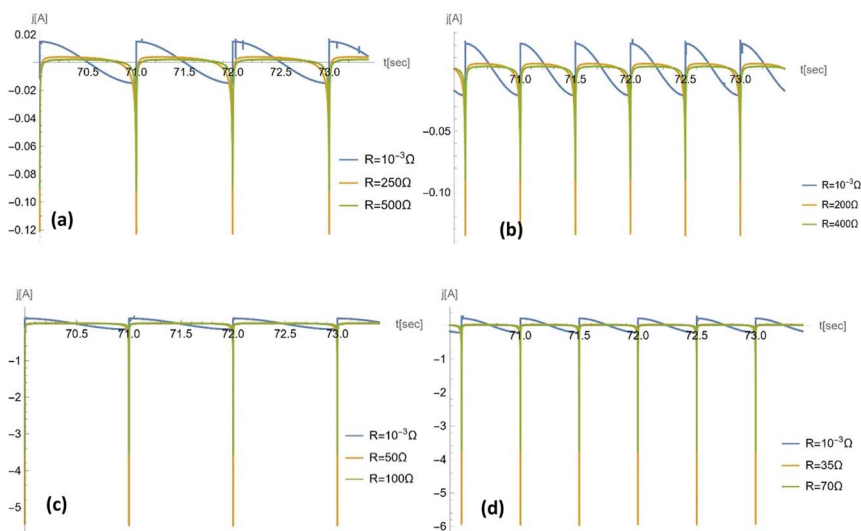 j[A]
0.02
t[sec]
70.5 71.0 71.5 72.0 72.5 73.0
-0.02
-0.04
-0.06
-0.08
-0.10
-0.12
R=10⁻³Ω
R=250Ω
R=500Ω
(a)
j[A]
t[sec]
71.0 71.5 72.0 72.5 73.0
-0.05
-0.10
R=10⁻³Ω
R=200Ω
R=400Ω
(b)
j[A]
t[sec]
70.5 71.0 71.5 72.0 72.5 73.0
-1
-2
-3
-4
-5
R=10⁻³Ω
R=50Ω
R=100Ω
(c)
j[A]
t[sec]
71.0 71.5 72.0 72.5 73.0
-1
-2
-3
-4
-5
-6
R=10⁻³Ω
R=35Ω
R=70Ω
(d)